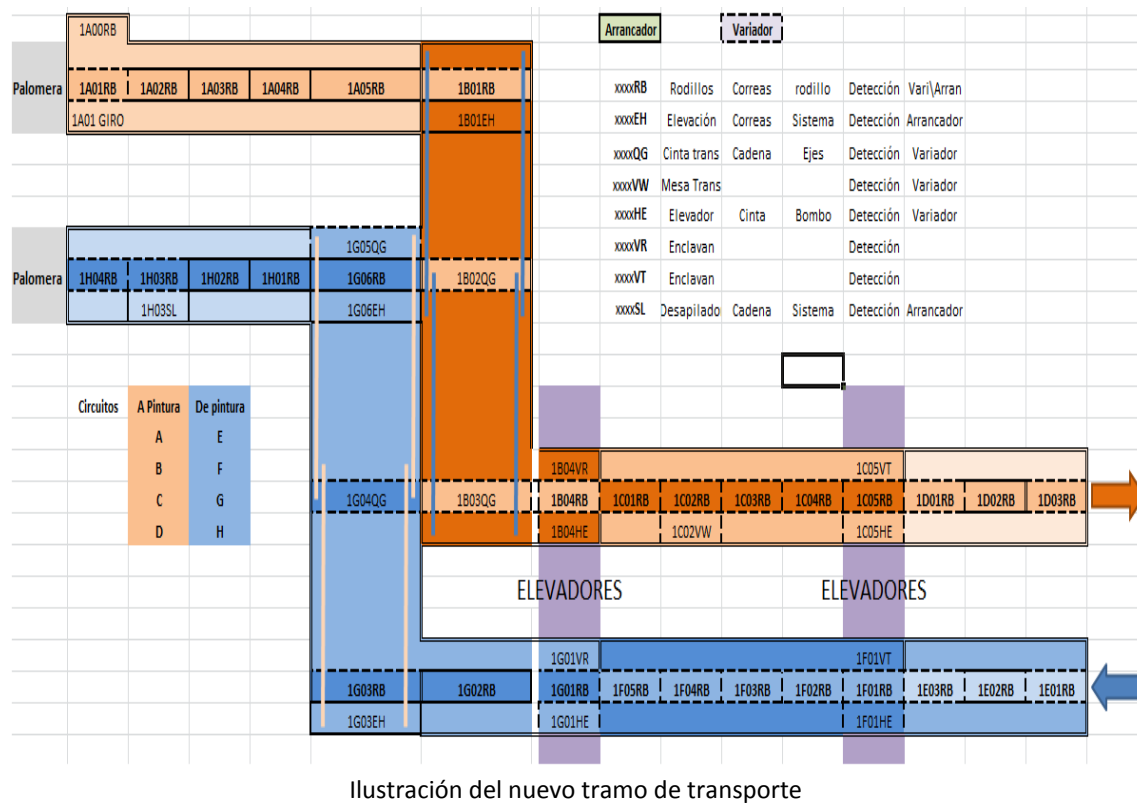 1A00RB
Arrancador Variador
Palomera 1A01RB 1A02RB 1A03RB 1A04RB 1A05RB 1B01RB
xxxxRB Rodillos Correas rodillo Detección Vari\Arran
1A01 GIRO 1B01EH
xxxxEH Elevación Correas Sistema Detección Arrancador
xxxxQG Cinta trans Cadena Ejes Detección Variador
xxxxVW Mesa Trans Detección Variador
xxxxHE Elevador Cinta Bombo Detección Variador
1G05QG
xxxxVR Enclavan Detección
Palomera 1H04RB 1H03RB 1H02RB 1H01RB 1G06RB 1B02QG
xxxxVT Enclavan Detección
1H03SL 1G06EH
xxxxSL Desapilado Cadena Sistema Detección Arrancador
Circuitos A Pintura De pintura
A E
B F
C G
D H
1B04VR 1C05VT
1G04QG 1B03QG 1B04RB 1C01RB 1C02RB 1C03RB 1C04RB 1C05RB 1D01RB 1D02RB 1D03RB
1B04HE 1C02VW 1C05HE
ELEVADORES ELEVADORES
1G01VR 1F01VT
1G03RB 1G02RB 1G01RB 1F05RB 1F04RB 1F03RB 1F02RB 1F01RB 1E03RB 1E02RB 1E01RB
1G03EH 1G01HE 1F01HE
Ilustración del nuevo tramo de transporte